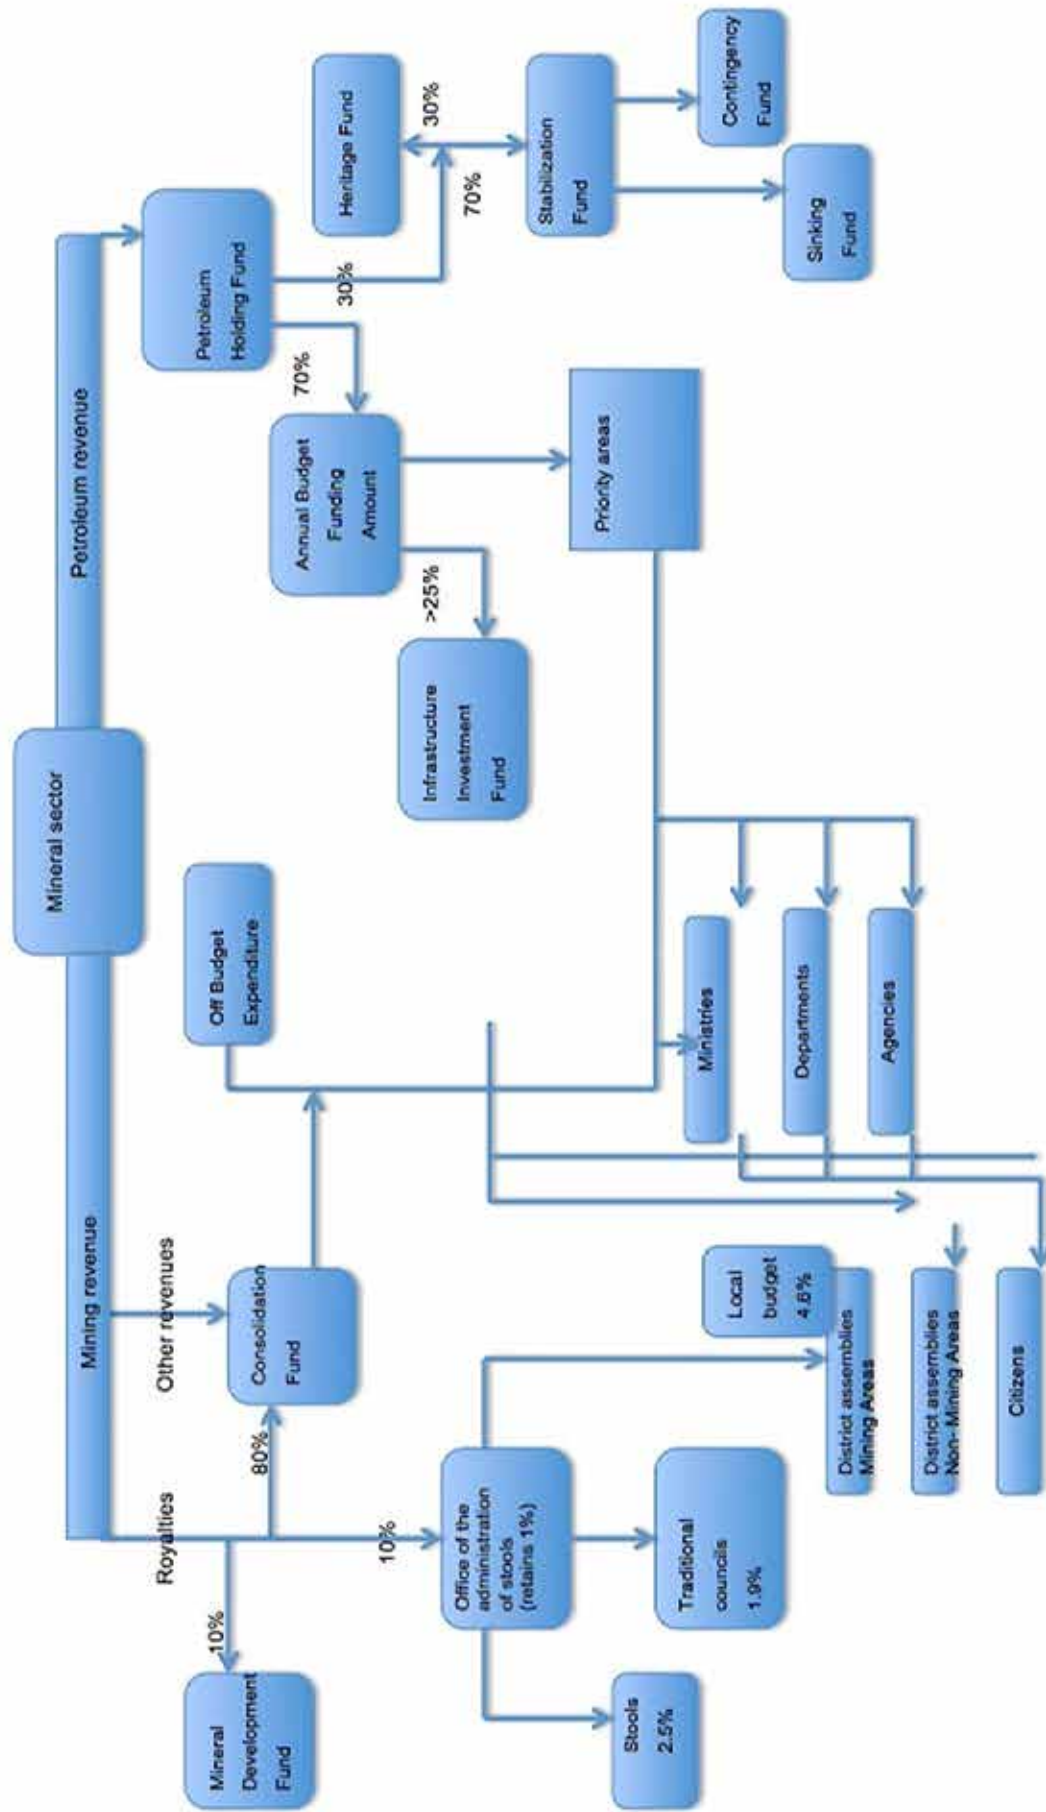 Mineral sector
Mining revenue
Petroleum revenue
Royalties
Other revenues
10%
Mineral
Development
Fund
80%
Consolidation
Fund
Off Budget
Expenditure
10%
Office of the
administration
of stools
(retains 1%)
Stools
2.5%
Traditional
councils
1.9%
Local
budget
4.6%
District assemblies
Mining Areas
District assemblies
Non- Mining Areas
Citizens
Ministries
Departments
Agencies
Petroleum
Holding Fund
70%
30%
Annual Budget
Funding
Amount
>25%
Infrastructure
Investment
Fund
Priority areas
Heritage Fund
30%
70%
Stabilization
Fund
Sinking
Fund
Contingency
Fund